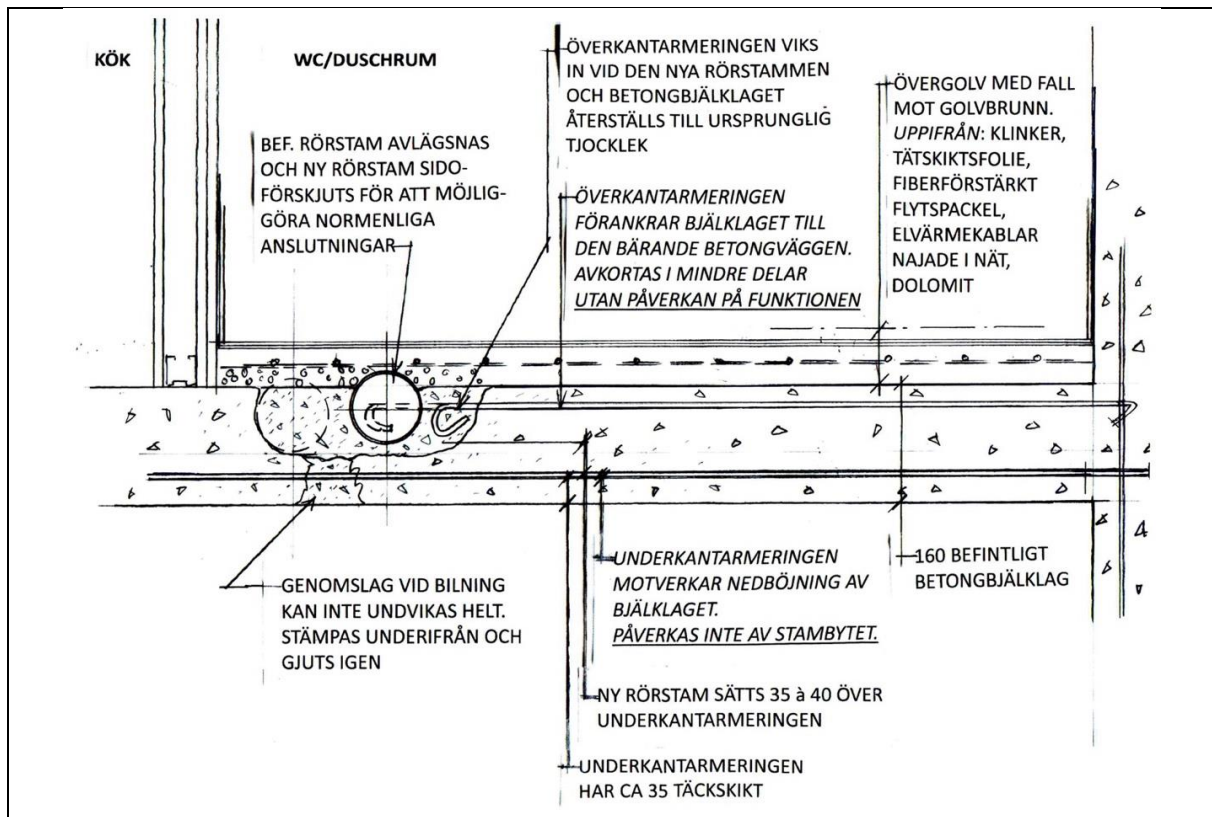 KÖK
WC/DUSCHRUM
ÖVERKANTARMERINGEN VIKS
IN VID DEN NYA RÖRSTAMMEN
OCH BETONGBJÄLKLAGET
ÅTERSTÄLLS TILL URSPRUNGLIG
TJOCKLEK
ÖVERGOLV MED FALL
MOT GOLVBRUNN.
UPPIFRÅN: KLINKER,
TÄTSKIKTSFOLIE,
FIBERFÖRSTÄRKT
FLYTSPACKEL,
ELVÄRMEKABLAR
NAJADE I NÄT,
DOLOMIT
BEF. RÖRSTAM AVLÄGSNAS
OCH NY RÖRSTAM SIDO-
FÖRSKJUTS FÖR ATT MÖJLIG-
GÖRA NORMENLIGA
ANSLUTNINGAR
ÖVERKANTARMERINGEN
FÖRANKRAR BJÄLKLAGET TILL
DEN BÄRANDE BETONGVÄGGEN.
AVKORTAS I MINDRE DELAR
UTAN PÅVERKAN PÅ FUNKTIONEN
GENOMSLAG VID BILNING
KAN INTE UNDVIKAS HELT.
STÄMPAS UNDERIFRÅN OCH
GJUTS IGEN
UNDERKANTARMERINGEN
MOTVERKAR NEDBÖJNING AV
BJÄLKLAGET.
PÅVERKAS INTE AV STAMBYTET.
160 BEFINTLIGT
BETONGBJÄLKLAG
NY RÖRSTAM SÄTTS 35 à 40 ÖVER
UNDERKANTARMERINGEN
UNDERKANTARMERINGEN
HAR CA 35 TÄCKSKIKT